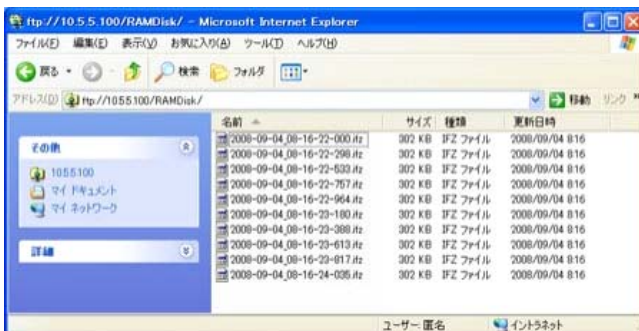 ftp://10.5.5.100/RAMDisk/ - Microsoft Internet Explorer
ファイル(F) 編集(E) 表示(V) お気に入り(A) ツール(T) ヘルプ(H)
戻る 検索 フォルダ
アドレス(D) ftp://10.5.5.100/RAMDisk/ 移動 リンク »
名前 サイズ 種類 更新日時
その他
10.5.5.100
マイ ドキュメント
マイ ネットワーク
詳細
2008-09-04_08-16-22-000.ifz 302 KB IFZ ファイル 2008/09/04 8:16
2008-09-04_08-16-22-298.ifz 302 KB IFZ ファイル 2008/09/04 8:16
2008-09-04_08-16-22-533.ifz 302 KB IFZ ファイル 2008/09/04 8:16
2008-09-04_08-16-22-757.ifz 302 KB IFZ ファイル 2008/09/04 8:16
2008-09-04_08-16-22-964.ifz 302 KB IFZ ファイル 2008/09/04 8:16
2008-09-04_08-16-23-180.ifz 302 KB IFZ ファイル 2008/09/04 8:16
2008-09-04_08-16-23-388.ifz 302 KB IFZ ファイル 2008/09/04 8:16
2008-09-04_08-16-23-613.ifz 302 KB IFZ ファイル 2008/09/04 8:16
2008-09-04_08-16-23-817.ifz 302 KB IFZ ファイル 2008/09/04 8:16
2008-09-04_08-16-24-035.ifz 302 KB IFZ ファイル 2008/09/04 8:16
ユーザー: 匿名 イントラネット